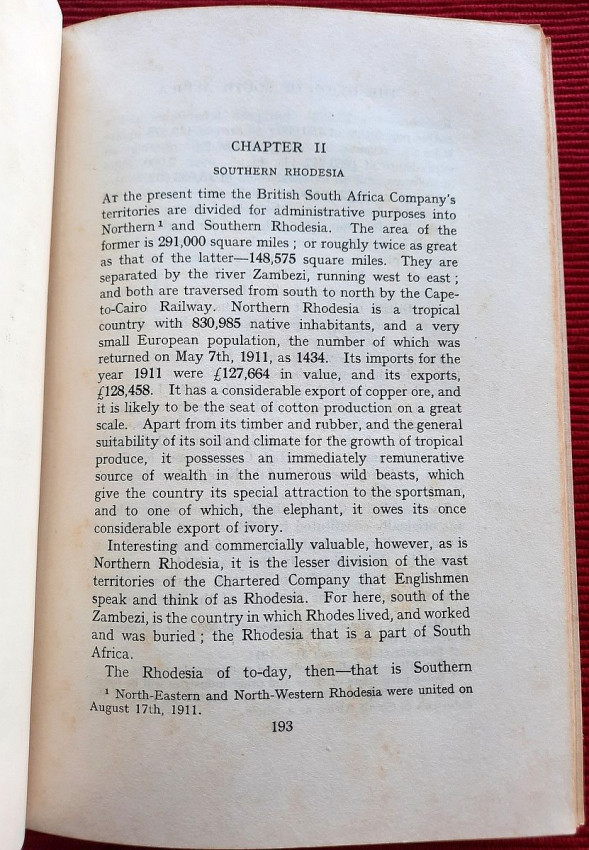 CHAPTER II
SOUTHERN RHODESIA
AT the present time the British South Africa Company's
territories are divided for administrative purposes into
Northern¹ and Southern Rhodesia. The area of the
former is 291,000 square miles ; or roughly twice as great
as that of the latter—148,575 square miles. They are
separated by the river Zambezi, running west to east ;
and both are traversed from south to north by the Cape-
to-Cairo Railway. Northern Rhodesia is a tropical
country with 830,985 native inhabitants, and a very
small European population, the number of which was
returned on May 7th, 1911, as 1434. Its imports for the
year 1911 were £127,664 in value, and its exports,
£128,458. It has a considerable export of copper ore, and
it is likely to be the seat of cotton production on a great
scale. Apart from its timber and rubber, and the general
suitability of its soil and climate for the growth of tropical
produce, it possesses an immediately remunerative
source of wealth in the numerous wild beasts, which
give the country its special attraction to the sportsman,
and to one of which, the elephant, it owes its once
considerable export of ivory.
Interesting and commercially valuable, however, as is
Northern Rhodesia, it is the lesser division of the vast
territories of the Chartered Company that Englishmen
speak and think of as Rhodesia. For here, south of the
Zambezi, is the country in which Rhodes lived, and worked
and was buried ; the Rhodesia that is a part of South
Africa.
The Rhodesia of to-day, then—that is Southern
¹ North-Eastern and North-Western Rhodesia were united on
August 17th, 1911.
193